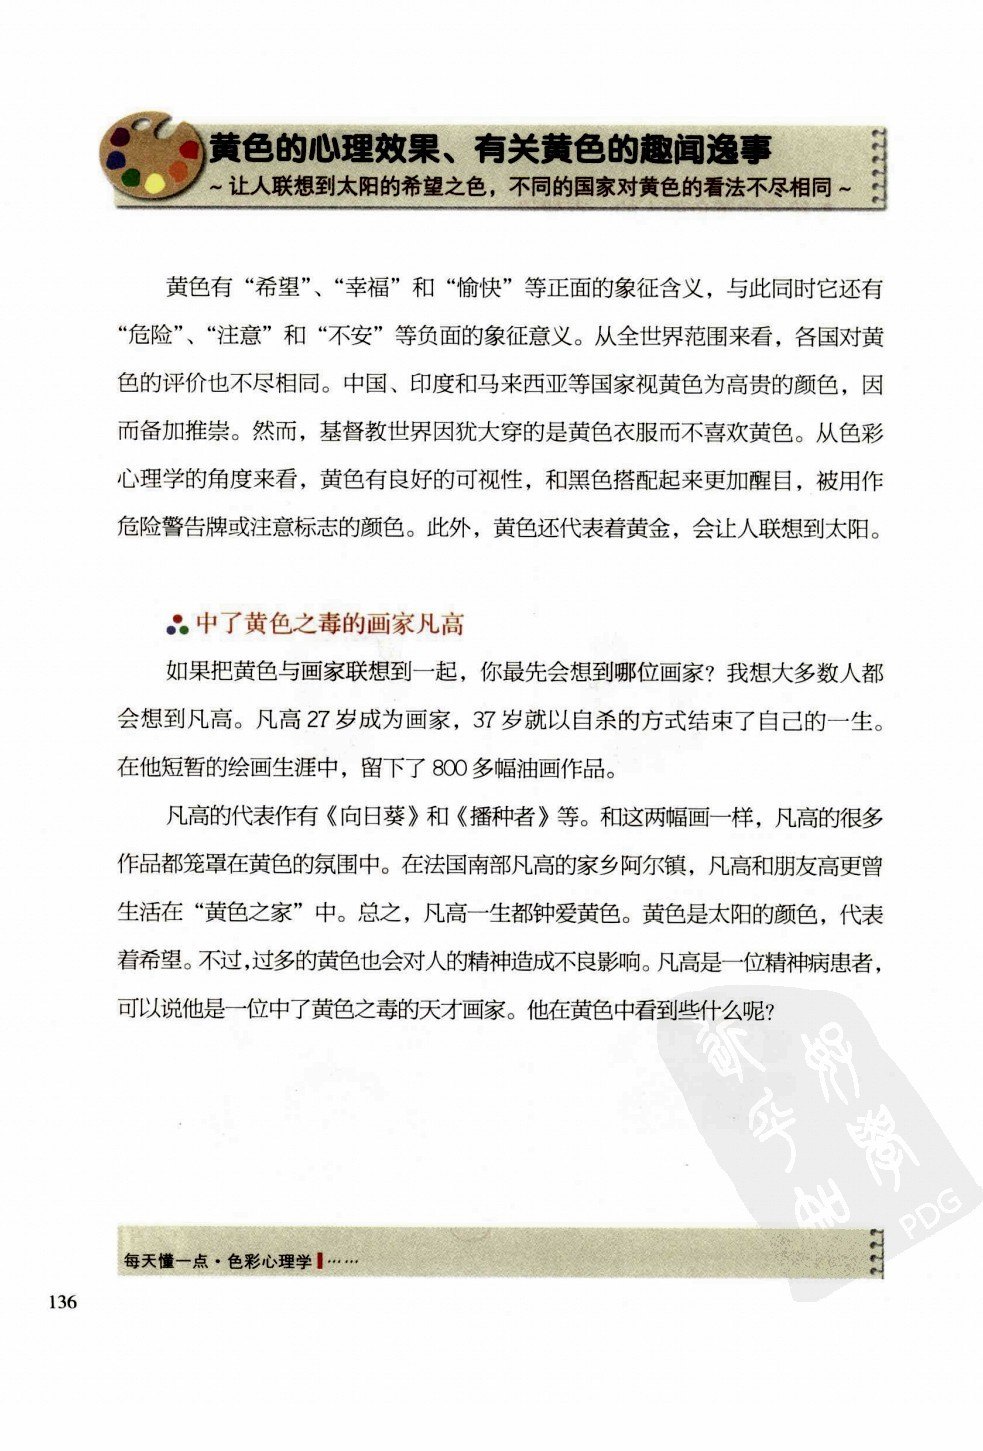 黄色的心理效果、有关黄色的趣闻逸事
~ 让人联想到太阳的希望之色，不同的国家对黄色的看法不尽相同 ~
黄色有“希望”、“幸福”和“愉快”等正面的象征含义，与此同时它还有
“危险”、“注意”和“不安”等负面的象征意义。从全世界范围来看，各国对黄
色的评价也不尽相同。中国、印度和马来西亚等国家视黄色为高贵的颜色，因
而备加推崇。然而，基督教世界因犹大穿的是黄色衣服而不喜欢黄色。从色彩
心理学的角度来看，黄色有良好的可视性，和黑色搭配起来更加醒目，被用作
危险警告牌或注意标志的颜色。此外，黄色还代表着黄金，会让人联想到太阳。
中了黄色之毒的画家凡高
如果把黄色与画家联想到一起，你最先会想到哪位画家？我想大多数人都
会想到凡高。凡高 27 岁成为画家，37 岁就以自杀的方式结束了自己的一生。
在他短暂的绘画生涯中，留下了 800 多幅油画作品。
凡高的代表作有《向日葵》和《播种者》等。和这两幅画一样，凡高的很多
作品都笼罩在黄色的氛围中。在法国南部凡高的家乡阿尔镇，凡高和朋友高更曾
生活在“黄色之家”中。总之，凡高一生都钟爱黄色。黄色是太阳的颜色，代表
着希望。不过，过多的黄色也会对人的精神造成不良影响。凡高是一位精神病患者，
可以说他是一位中了黄色之毒的天才画家。他在黄色中看到些什么呢？
PDG
每天懂一点·色彩心理学 ……
136